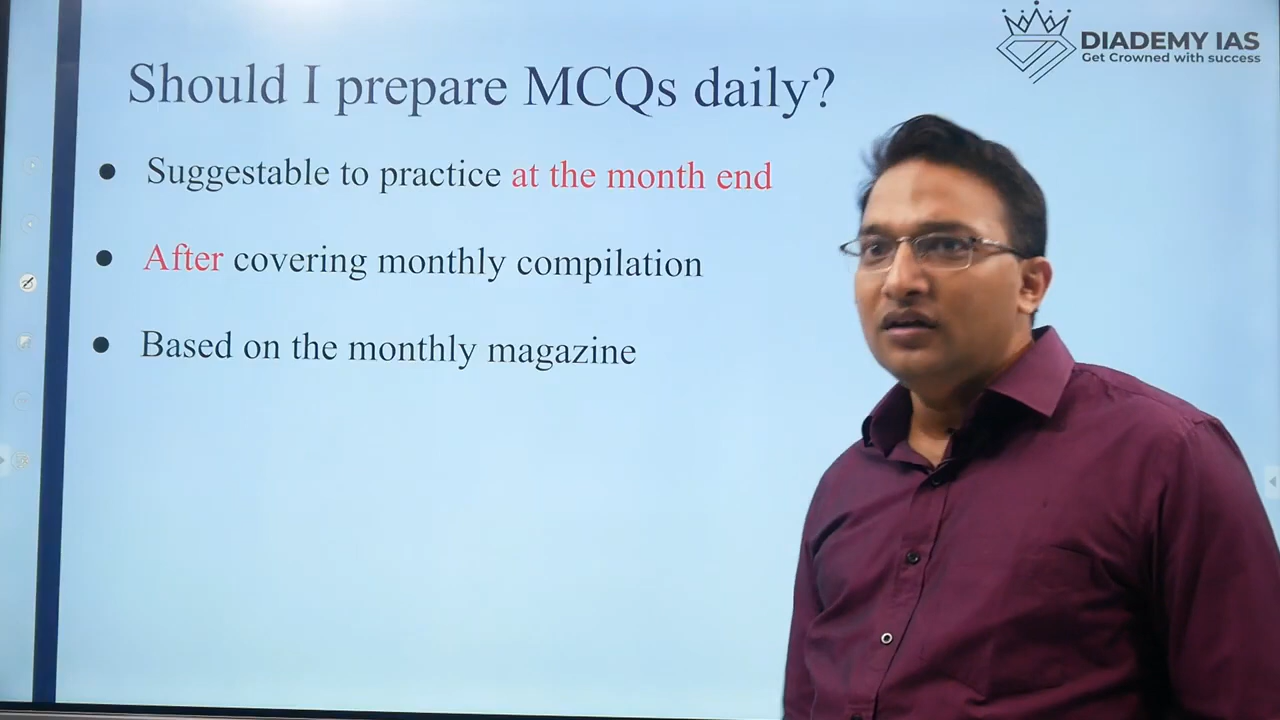 DIADEMY IAS
Get Crowned with success
Should I prepare MCQs daily?
● Suggestable to practice at the month end
● After covering monthly compilation
● Based on the monthly magazine